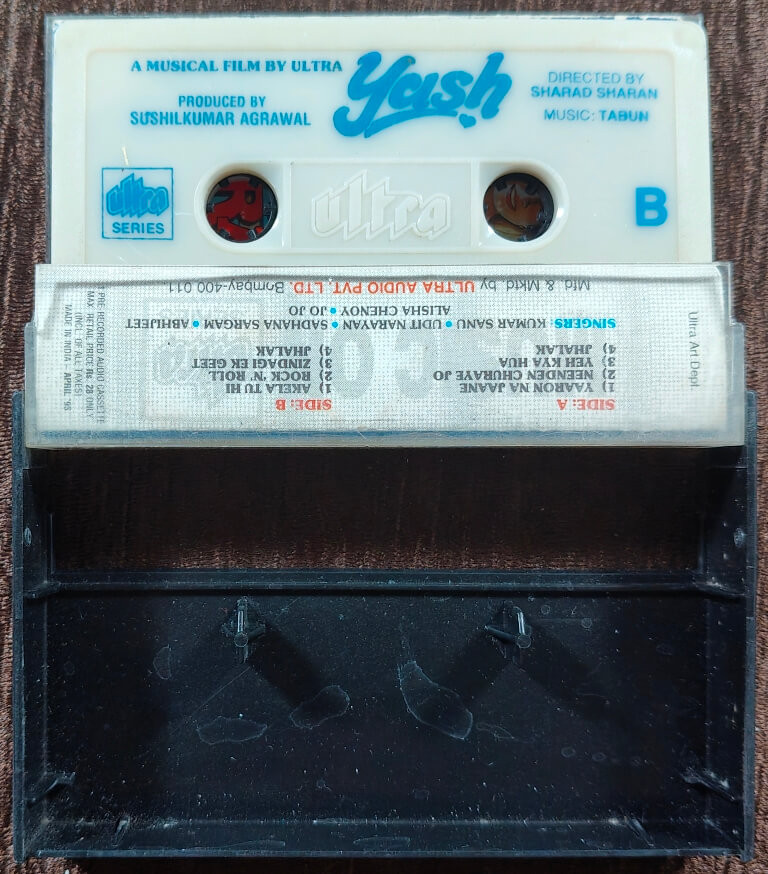 A MUSICAL FILM BY ULTRA
Yash
PRODUCED BY
SUSHILKUMAR AGRAWAL
DIRECTED BY
SHARAD SHARAN
MUSIC: TABUN
ultra
SERIES
ultra
B
SIDE: A
1) YAARON NA JAANE
2) NEENDEN CHURAYE JO
3) YEH KYA HUA
4) JHALAK
SIDE: B
1) AKELA TU HI
2) ROCK 'N' ROLL
3) ZINDAGI EK GEET
4) JHALAK
SINGERS: KUMAR SANU • UDIT NARAYAN • SADHANA SARGAM • ABHIJEET
ALISHA CHENOY • JO JO
Mfd. & Mktd. by ULTRA AUDIO PVT. LTD. Bombay-400 011
Ultra Art Dept.
PRE RECORDED AUDIO CASSETTE
MAX. RETAIL PRICE Rs. 28 ONLY
(INCL. OF ALL TAXES)
MADE IN INDIA APRIL '96